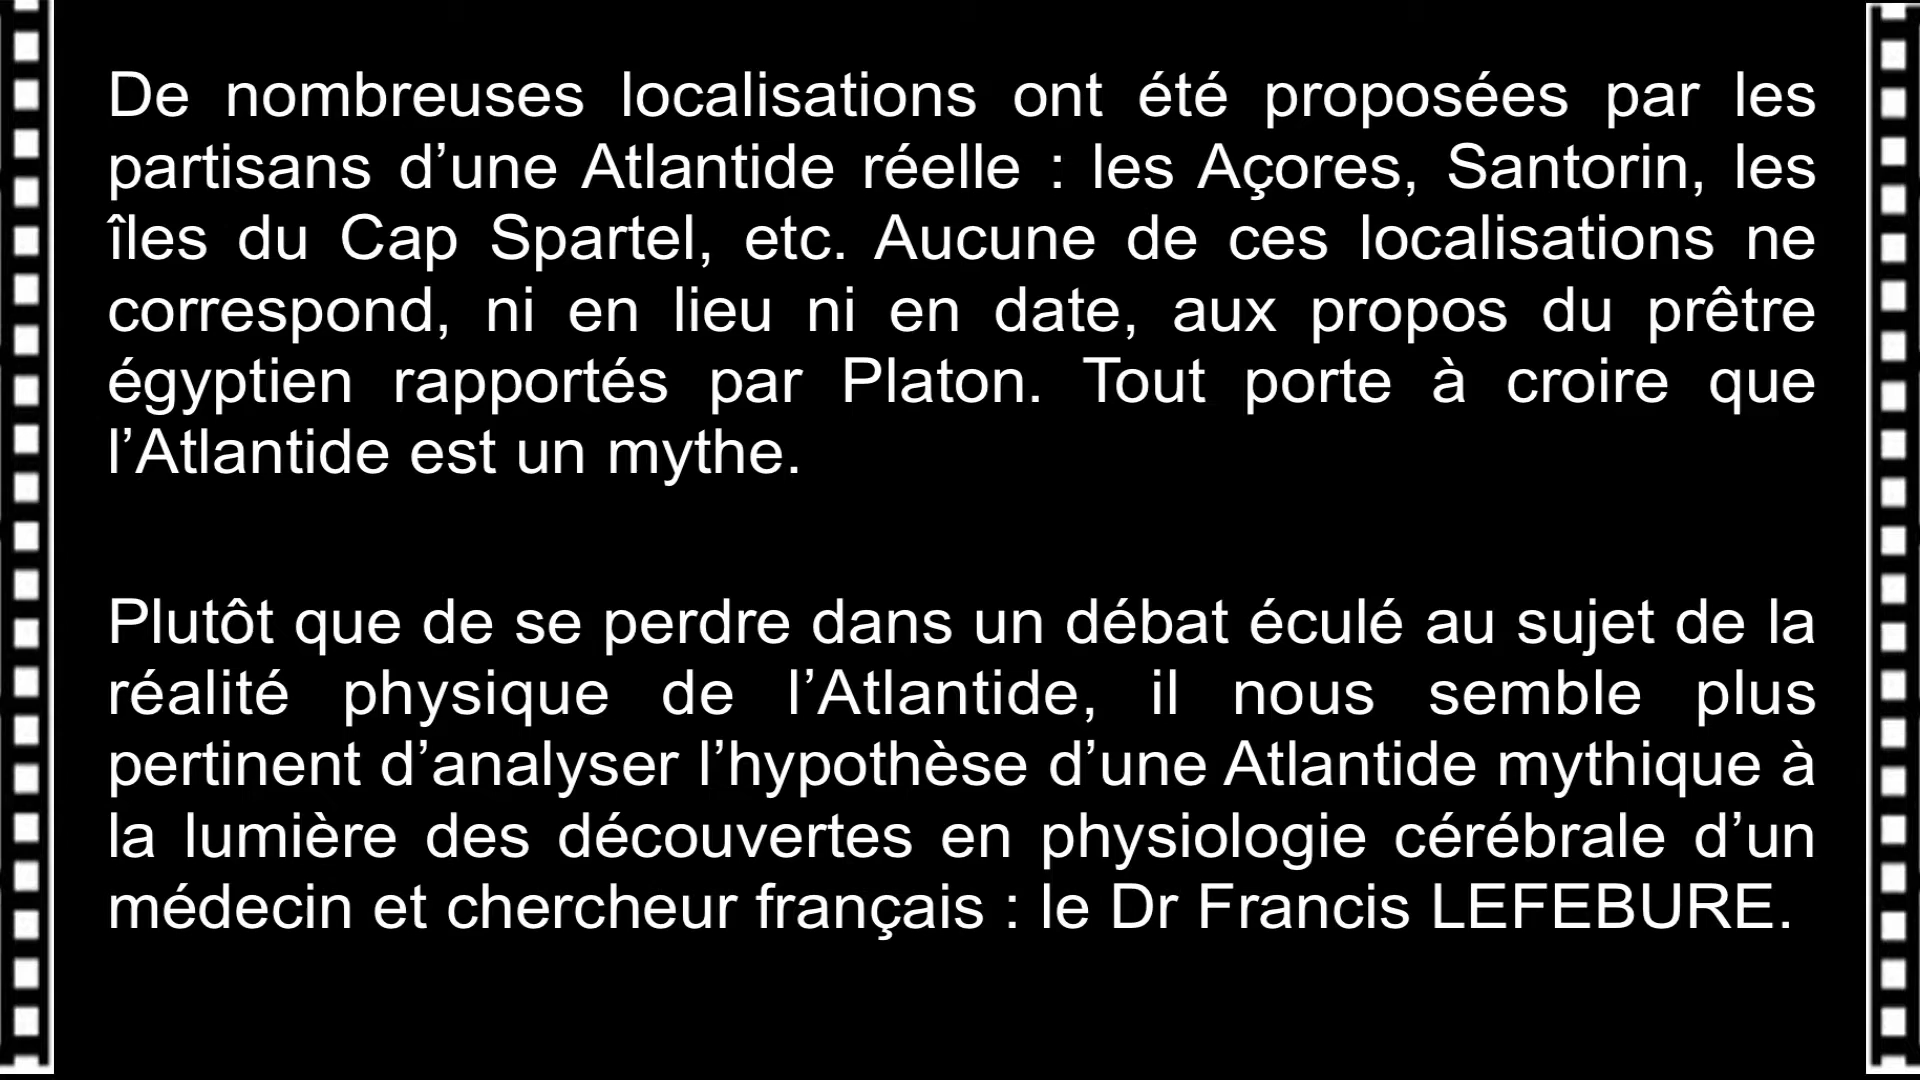 De nombreuses localisations ont été proposées par les
partisans d’une Atlantide réelle : les Açores, Santorin, les
îles du Cap Spartel, etc. Aucune de ces localisations ne
correspond, ni en lieu ni en date, aux propos du prêtre
égyptien rapportés par Platon. Tout porte à croire que
l’Atlantide est un mythe.
Plutôt que de se perdre dans un débat éculé au sujet de la
réalité physique de l’Atlantide, il nous semble plus
pertinent d’analyser l’hypothèse d’une Atlantide mythique à
la lumière des découvertes en physiologie cérébrale d’un
médecin et chercheur français : le Dr Francis LEFEBURE.